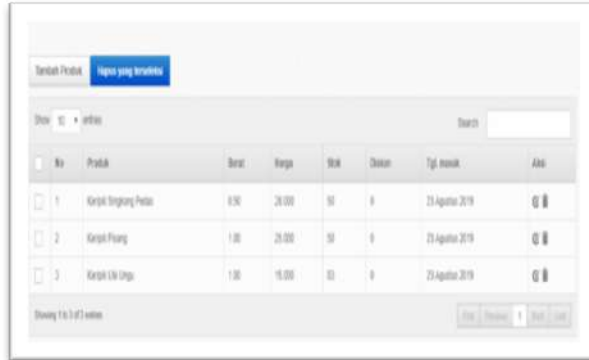 Tambah Produk Hapus yang terseleksi
Show 10 entries Search
No Produk Berat Harga Stok Diskon Tgl. masuk Aksi
1 Keripik Singkong Pedas 0.50 50 0 23 Agustus 2019
2 Keripik Pisang 1.00 25.000 50 0 23 Agustus 2019
3 Keripik Ubi Ungu 1.00 15.000 0 23 Agustus 2019
Showing 1 to 3 of 3 entries First Previous 1 Next Last